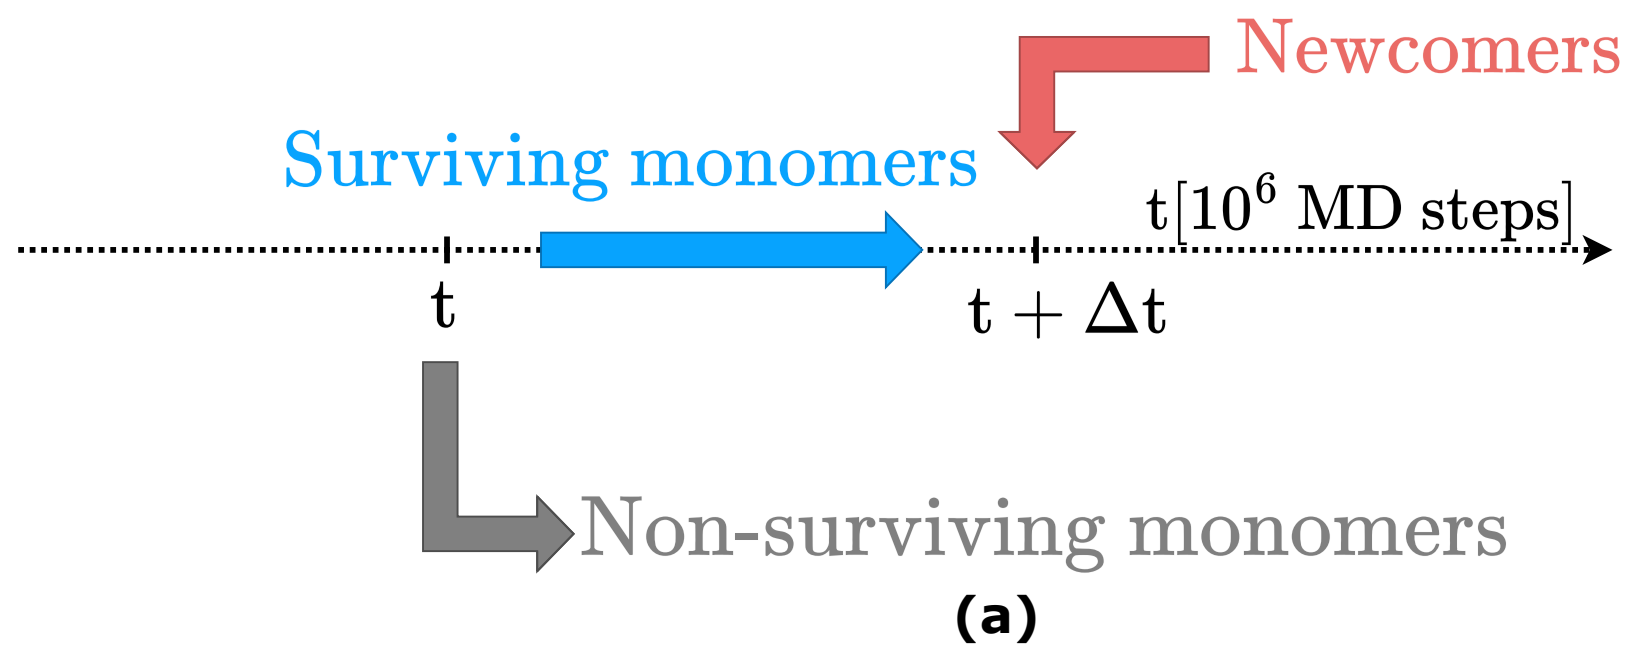 Newcomers
Surviving monomers
t[10⁶ MD steps]
t
t + Δt
Non-surviving monomers
(a)